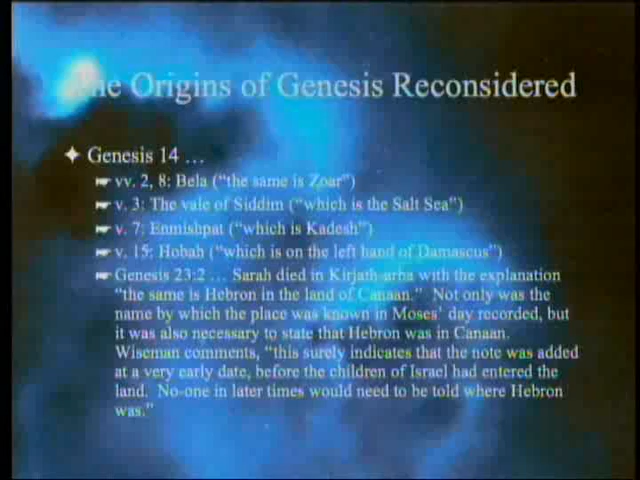 The Origins of Genesis Reconsidered
Genesis 14 …
vv. 2, 8: Bela ("the same is Zoar")
v. 3: The vale of Siddim ("which is the Salt Sea")
v. 7: Enmishpat ("which is Kadesh")
v. 15: Hobah ("which is on the left hand of Damascus")
Genesis 23:2 … Sarah died in Kirjath-arba with the explanation
"the same is Hebron in the land of Canaan." Not only was the
name by which the place was known in Moses' day recorded, but
it was also necessary to state that Hebron was in Canaan.
Wiseman comments, "this surely indicates that the note was added
at a very early date, before the children of Israel had entered the
land. No-one in later times would need to be told where Hebron
was."